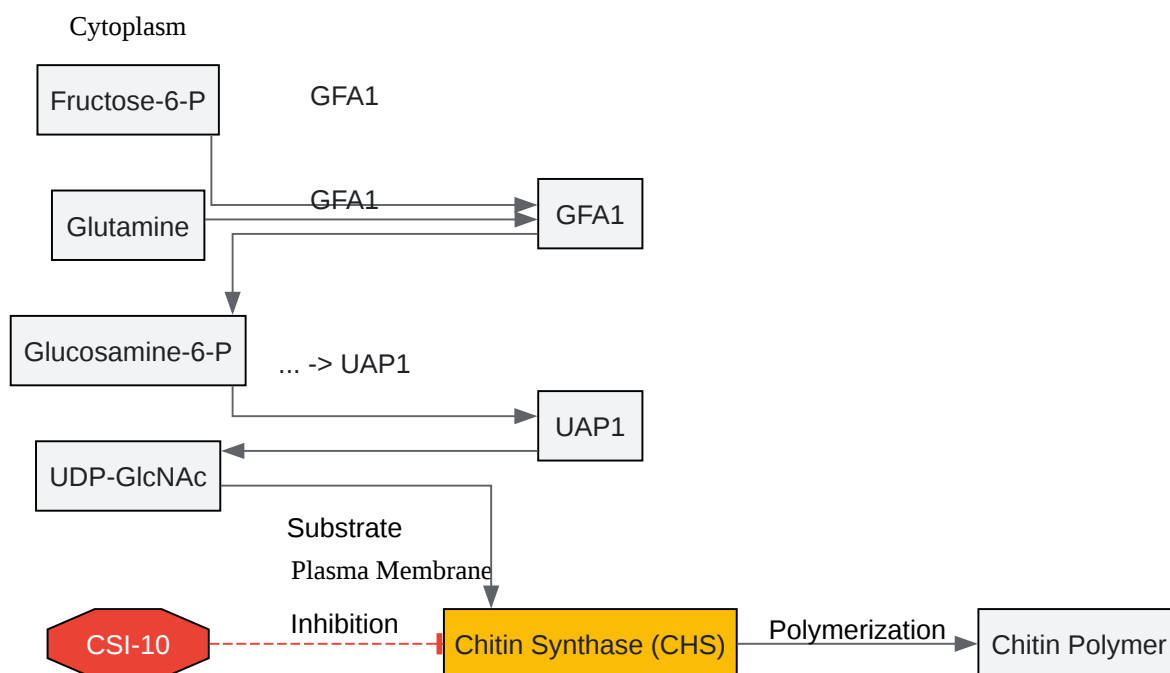 Cytoplasm
Fructose-6-P
GFA1
Glutamine
GFA1
GFA1
Glucosamine-6-P
... -> UAP1
UAP1
UDP-GlcNAc
Substrate
Plasma Membrane
CSI-10
Inhibition
Chitin Synthase (CHS)
Polymerization
Chitin Polymer